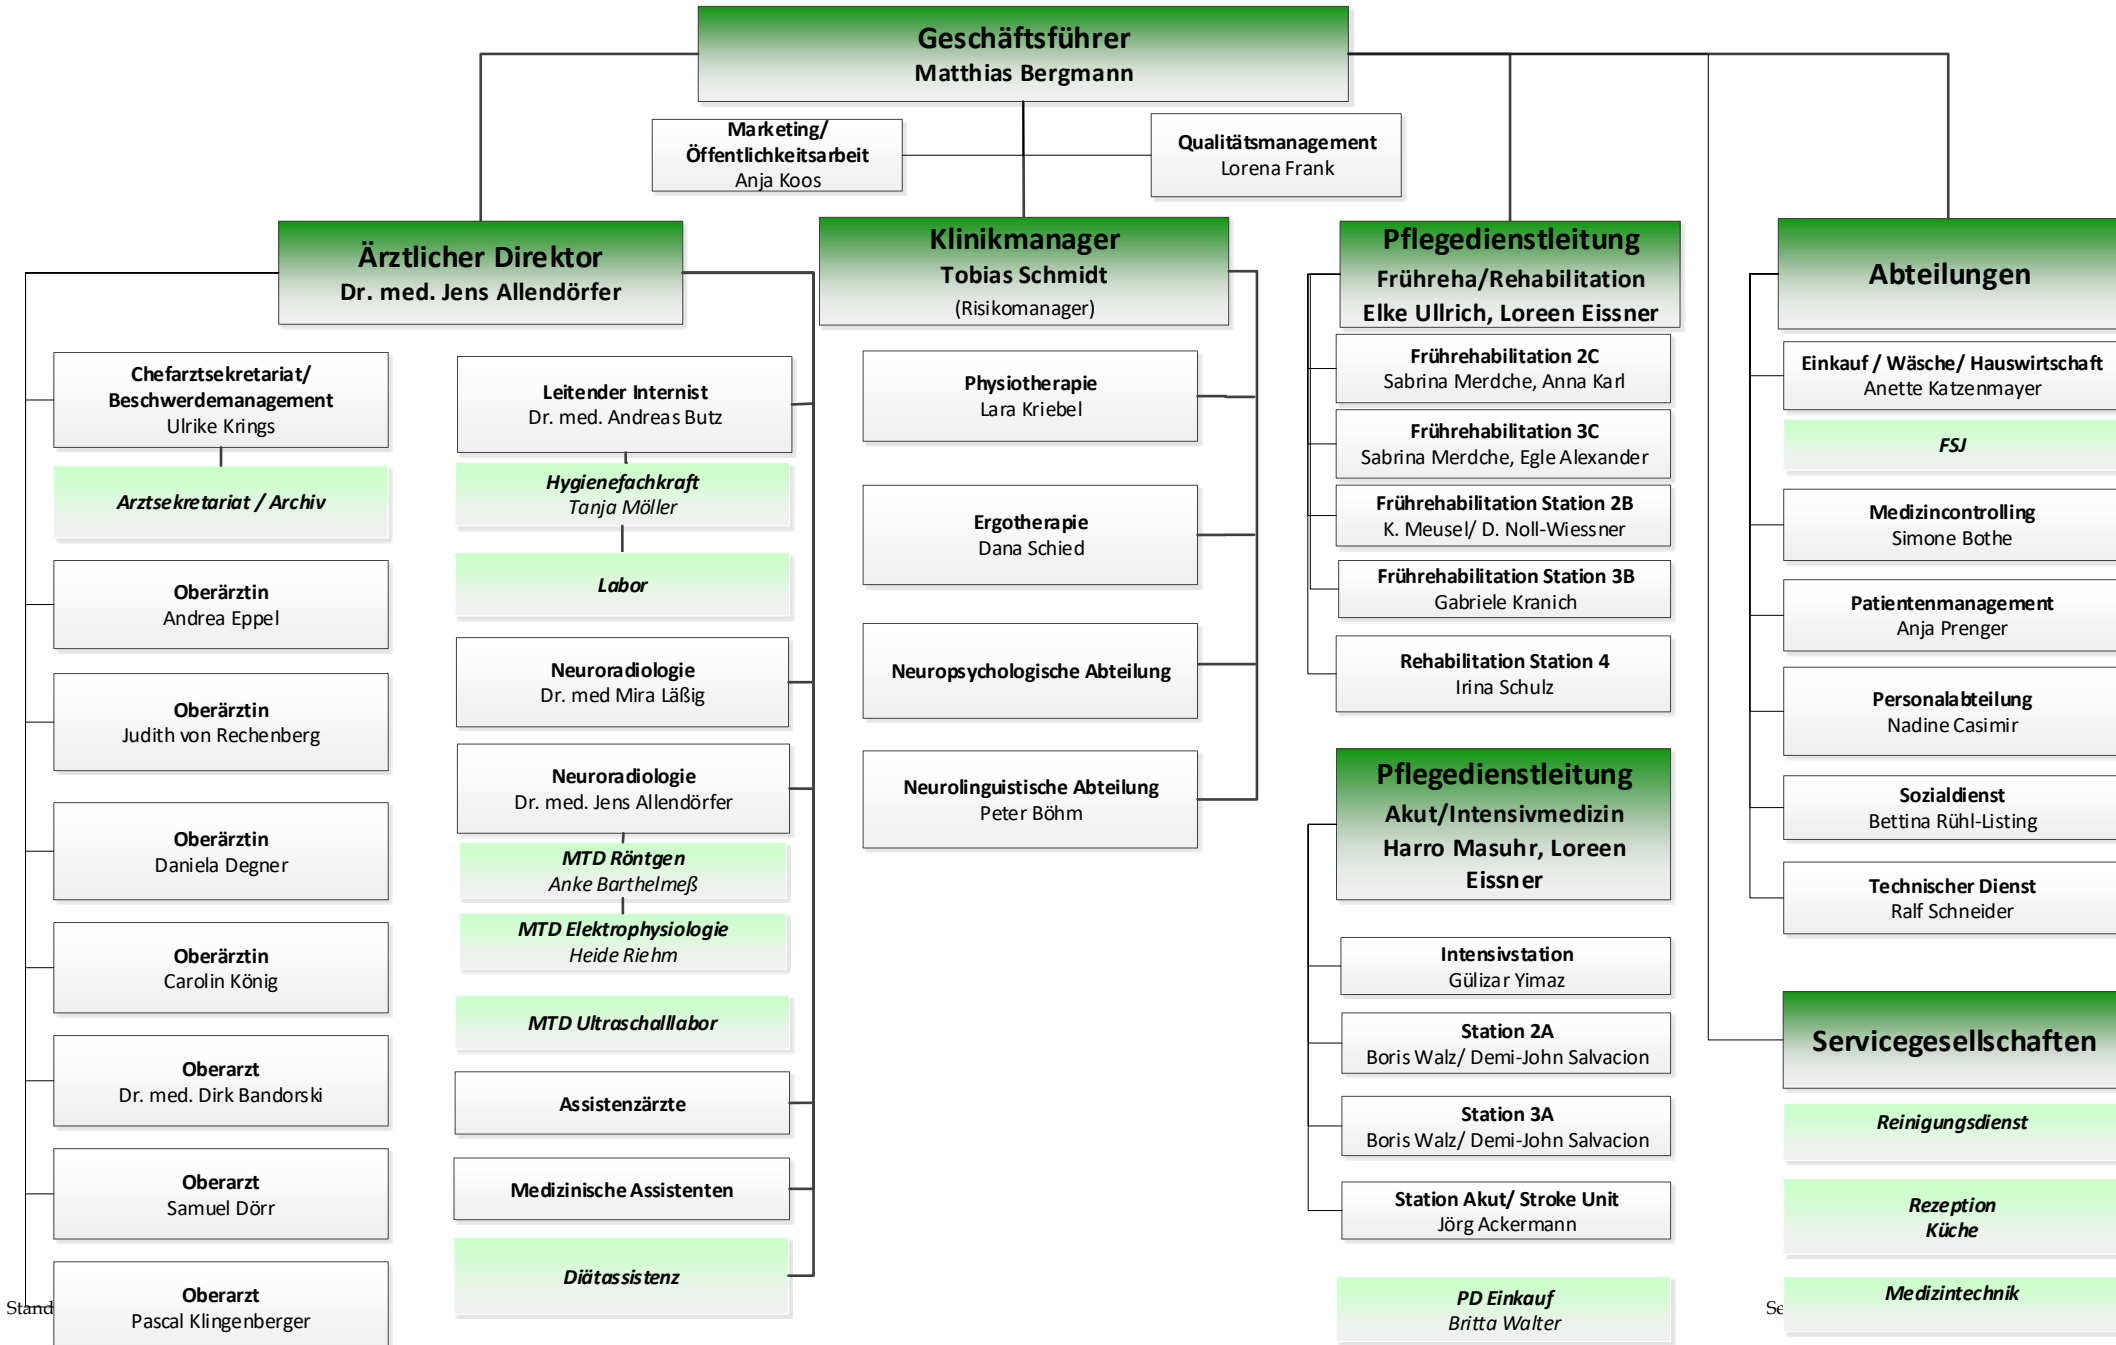 Geschäftsführer
Matthias Bergmann
Marketing/
Öffentlichkeitsarbeit
Anja Koos
Qualitätsmanagement
Lorena Frank
Ärztlicher Direktor
Dr. med. Jens Allendörfer
Chefarztsekretariat/
Beschwerdemanagement
Ulrike Krings
Arztsekretariat / Archiv
Oberärztin
Andrea Eppel
Oberärztin
Judith von Rechenberg
Oberärztin
Daniela Degner
Oberärztin
Carolin König
Oberarzt
Dr. med. Dirk Bandorski
Oberarzt
Samuel Dörr
Oberarzt
Pascal Klingenberger
Leitender Internist
Dr. med. Andreas Butz
Hygienefachkraft
Tanja Möller
Labor
Neuroradiologie
Dr. med Mira Läßig
Neuroradiologie
Dr. med. Jens Allendörfer
MTD Röntgen
Anke Barthelmeß
MTD Elektrophysiologie
Heide Riehm
MTD Ultraschalllabor
Assistenzärzte
Medizinische Assistenten
Diätassistenz
Klinikmanager
Tobias Schmidt
(Risikomanager)
Physiotherapie
Lara Kriebel
Ergotherapie
Dana Schied
Neuropsychologische Abteilung
Neurolinguistische Abteilung
Peter Böhm
Pflegedienstleitung
Frühreha/Rehabilitation
Elke Ullrich, Loreen Eissner
Frührehabilitation 2C
Sabrina Merdche, Anna Karl
Frührehabilitation 3C
Sabrina Merdche, Egle Alexander
Frührehabilitation Station 2B
K. Meusel/ D. Noll-Wiessner
Frührehabilitation Station 3B
Gabriele Kranich
Rehabilitation Station 4
Irina Schulz
Pflegedienstleitung
Akut/Intensivmedizin
Harro Masuhr, Loreen
Eissner
Intensivstation
Gülizar Yimaz
Station 2A
Boris Walz/ Demi-John Salvacion
Station 3A
Boris Walz/ Demi-John Salvacion
Station Akut/ Stroke Unit
Jörg Ackermann
PD Einkauf
Britta Walter
Abteilungen
Einkauf / Wäsche/ Hauswirtschaft
Anette Katzenmayer
FSJ
Medizincontrolling
Simone Bothe
Patientenmanagement
Anja Prenger
Personalabteilung
Nadine Casimir
Sozialdienst
Bettina Rühl-Listing
Technischer Dienst
Ralf Schneider
Servicegesellschaften
Reinigungsdienst
Rezeption
Küche
Medizintechnik
Stand
Se